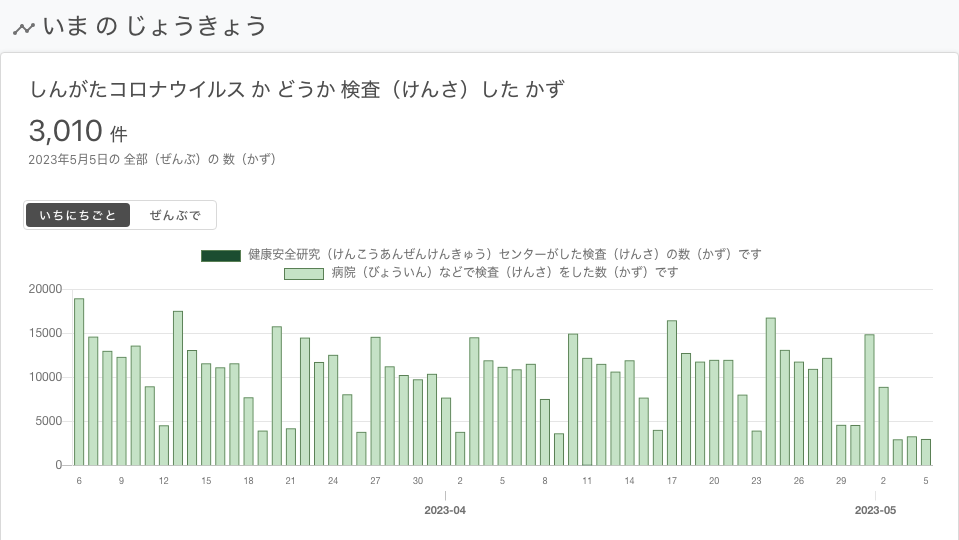 いま の じょうきょう
しんがたコロナウイルス か どうか 検査（けんさ）した かず
3,010 件
2023年5月5日の 全部（ぜんぶ）の 数（かず）
いちにちごと ぜんぶで
健康安全研究（けんこうあんぜんけんきゅう）センターがした検査（けんさ）の数（かず）です
病院（びょういん）などで検査（けんさ）をした数（かず）です
20000
15000
10000
5000
0
6 9 12 15 18 21 24 27 30 2 5 8 11 14 17 20 23 26 29 2 5
2023-04 2023-05